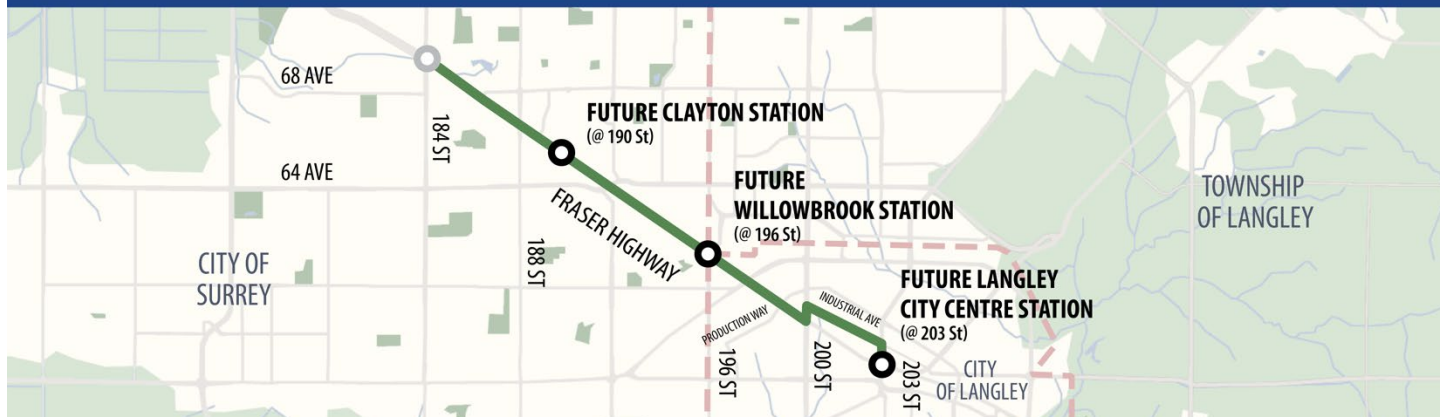 68 AVE
184 ST
FUTURE CLAYTON STATION
(@ 190 St)
64 AVE
FUTURE
WILLOWBROOK STATION
(@ 196 St)
TOWNSHIP
OF LANGLEY
FRASER HIGHWAY
188 ST
CITY OF
SURREY
FUTURE LANGLEY
CITY CENTRE STATION
(@ 203 St)
INDUSTRIAL AVE
PRODUCTION WAY
196 ST
200 ST
203 ST
CITY
OF LANGLEY